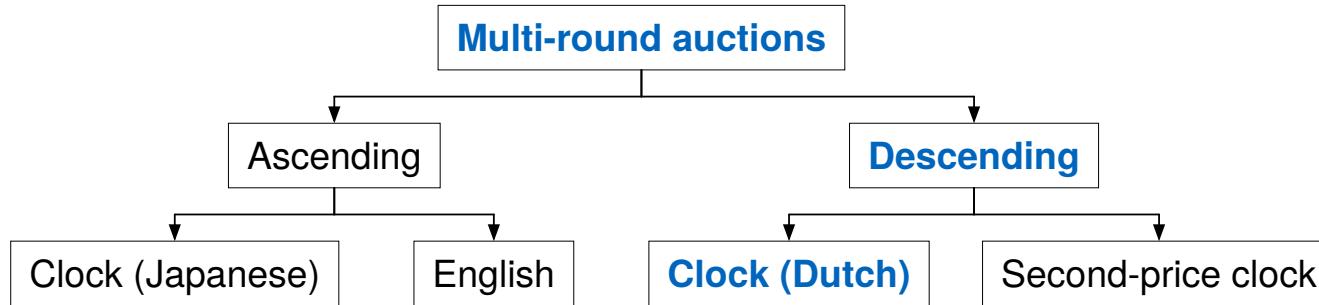 Multi-round auctions
Ascending
Descending
Clock (Japanese)
English
Clock (Dutch)
Second-price clock